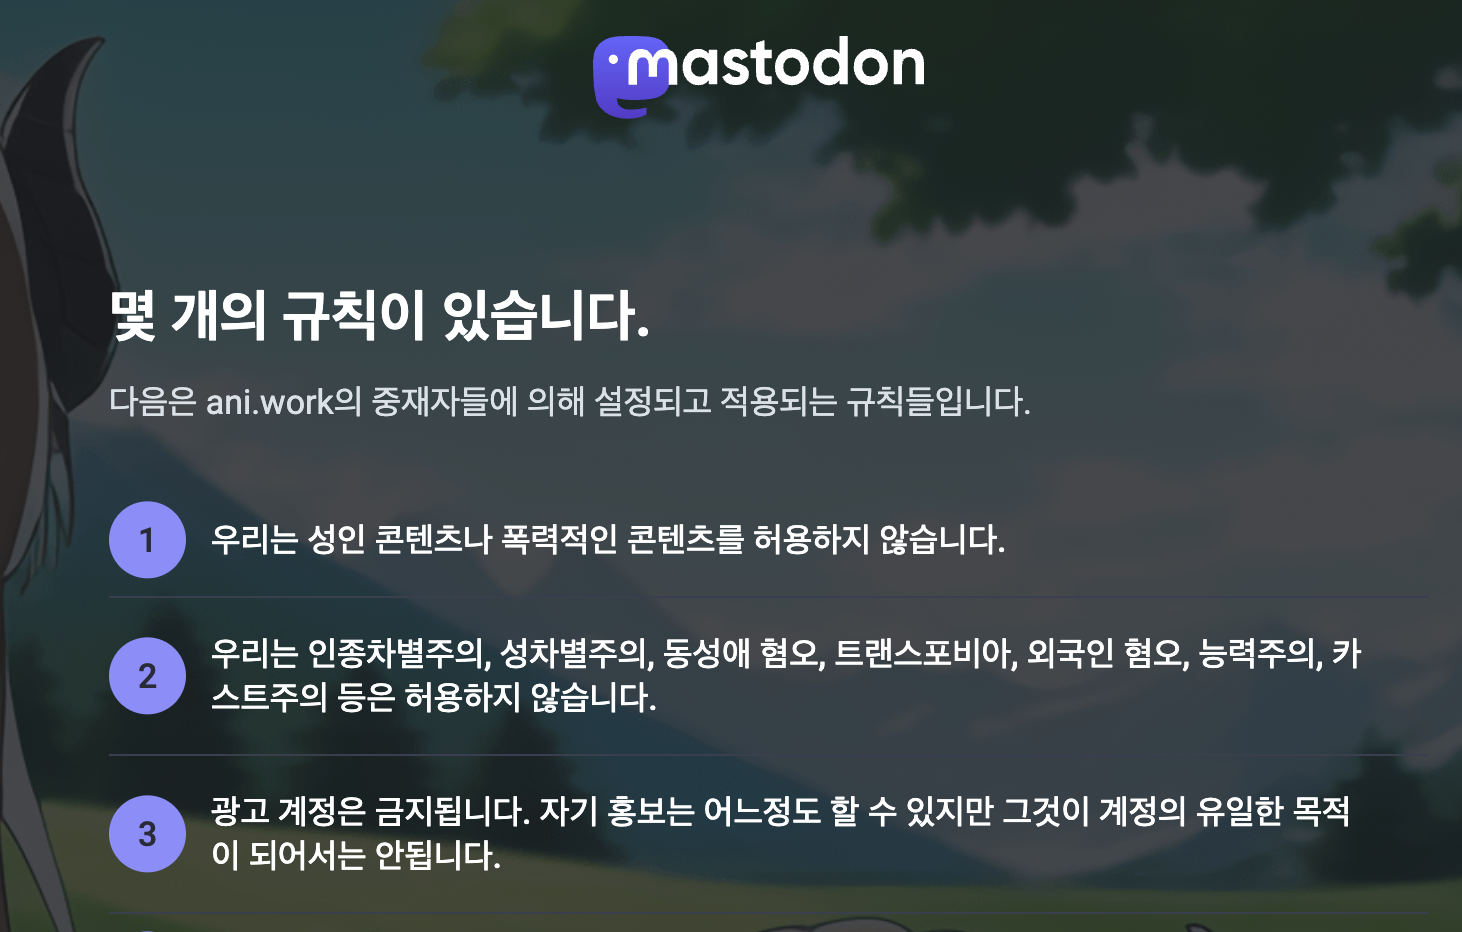 mastodon
몇 개의 규칙이 있습니다.
다음은 ani.work의 중재자들에 의해 설정되고 적용되는 규칙들입니다.
1
우리는 성인 콘텐츠나 폭력적인 콘텐츠를 허용하지 않습니다.
2
우리는 인종차별주의, 성차별주의, 동성애 혐오, 트랜스포비아, 외국인 혐오, 능력주의, 카
스트주의 등은 허용하지 않습니다.
3
광고 계정은 금지됩니다. 자기 홍보는 어느정도 할 수 있지만 그것이 계정의 유일한 목적
이 되어서는 안됩니다.